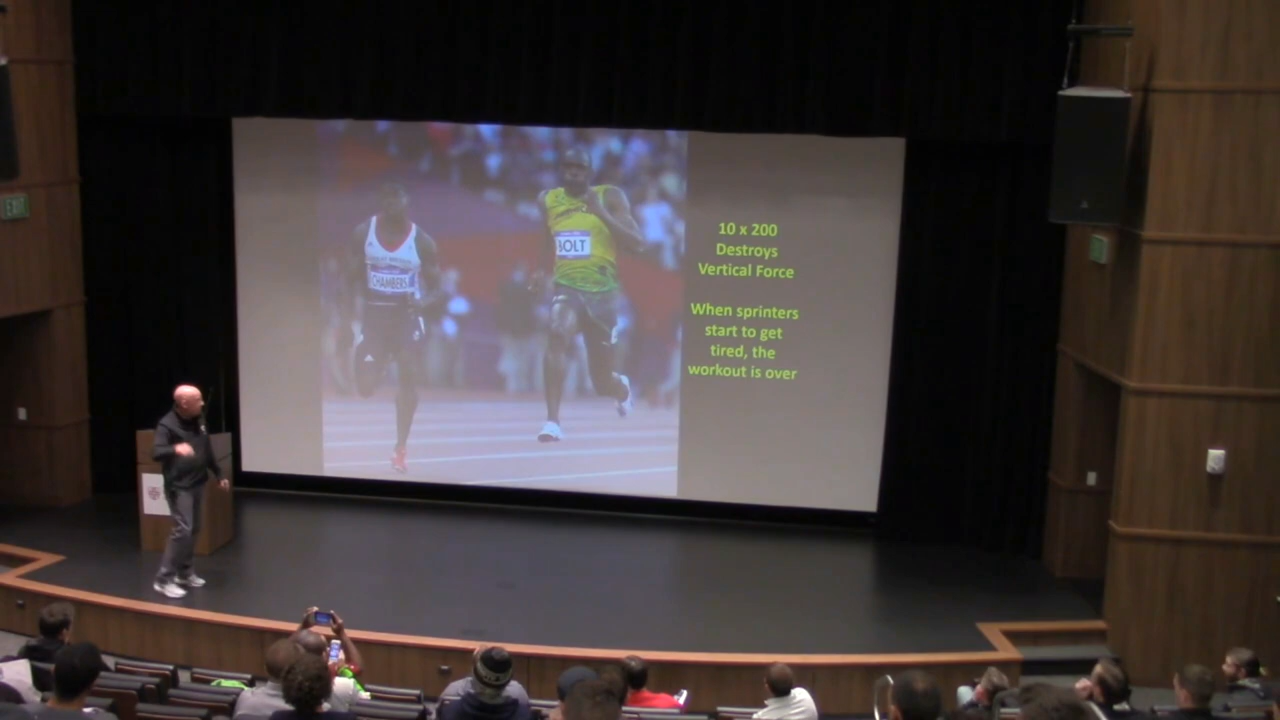 EXIT
CHAMBERS
BOLT
10 x 200
Destroys
Vertical Force
When sprinters
start to get
tired, the
workout is over